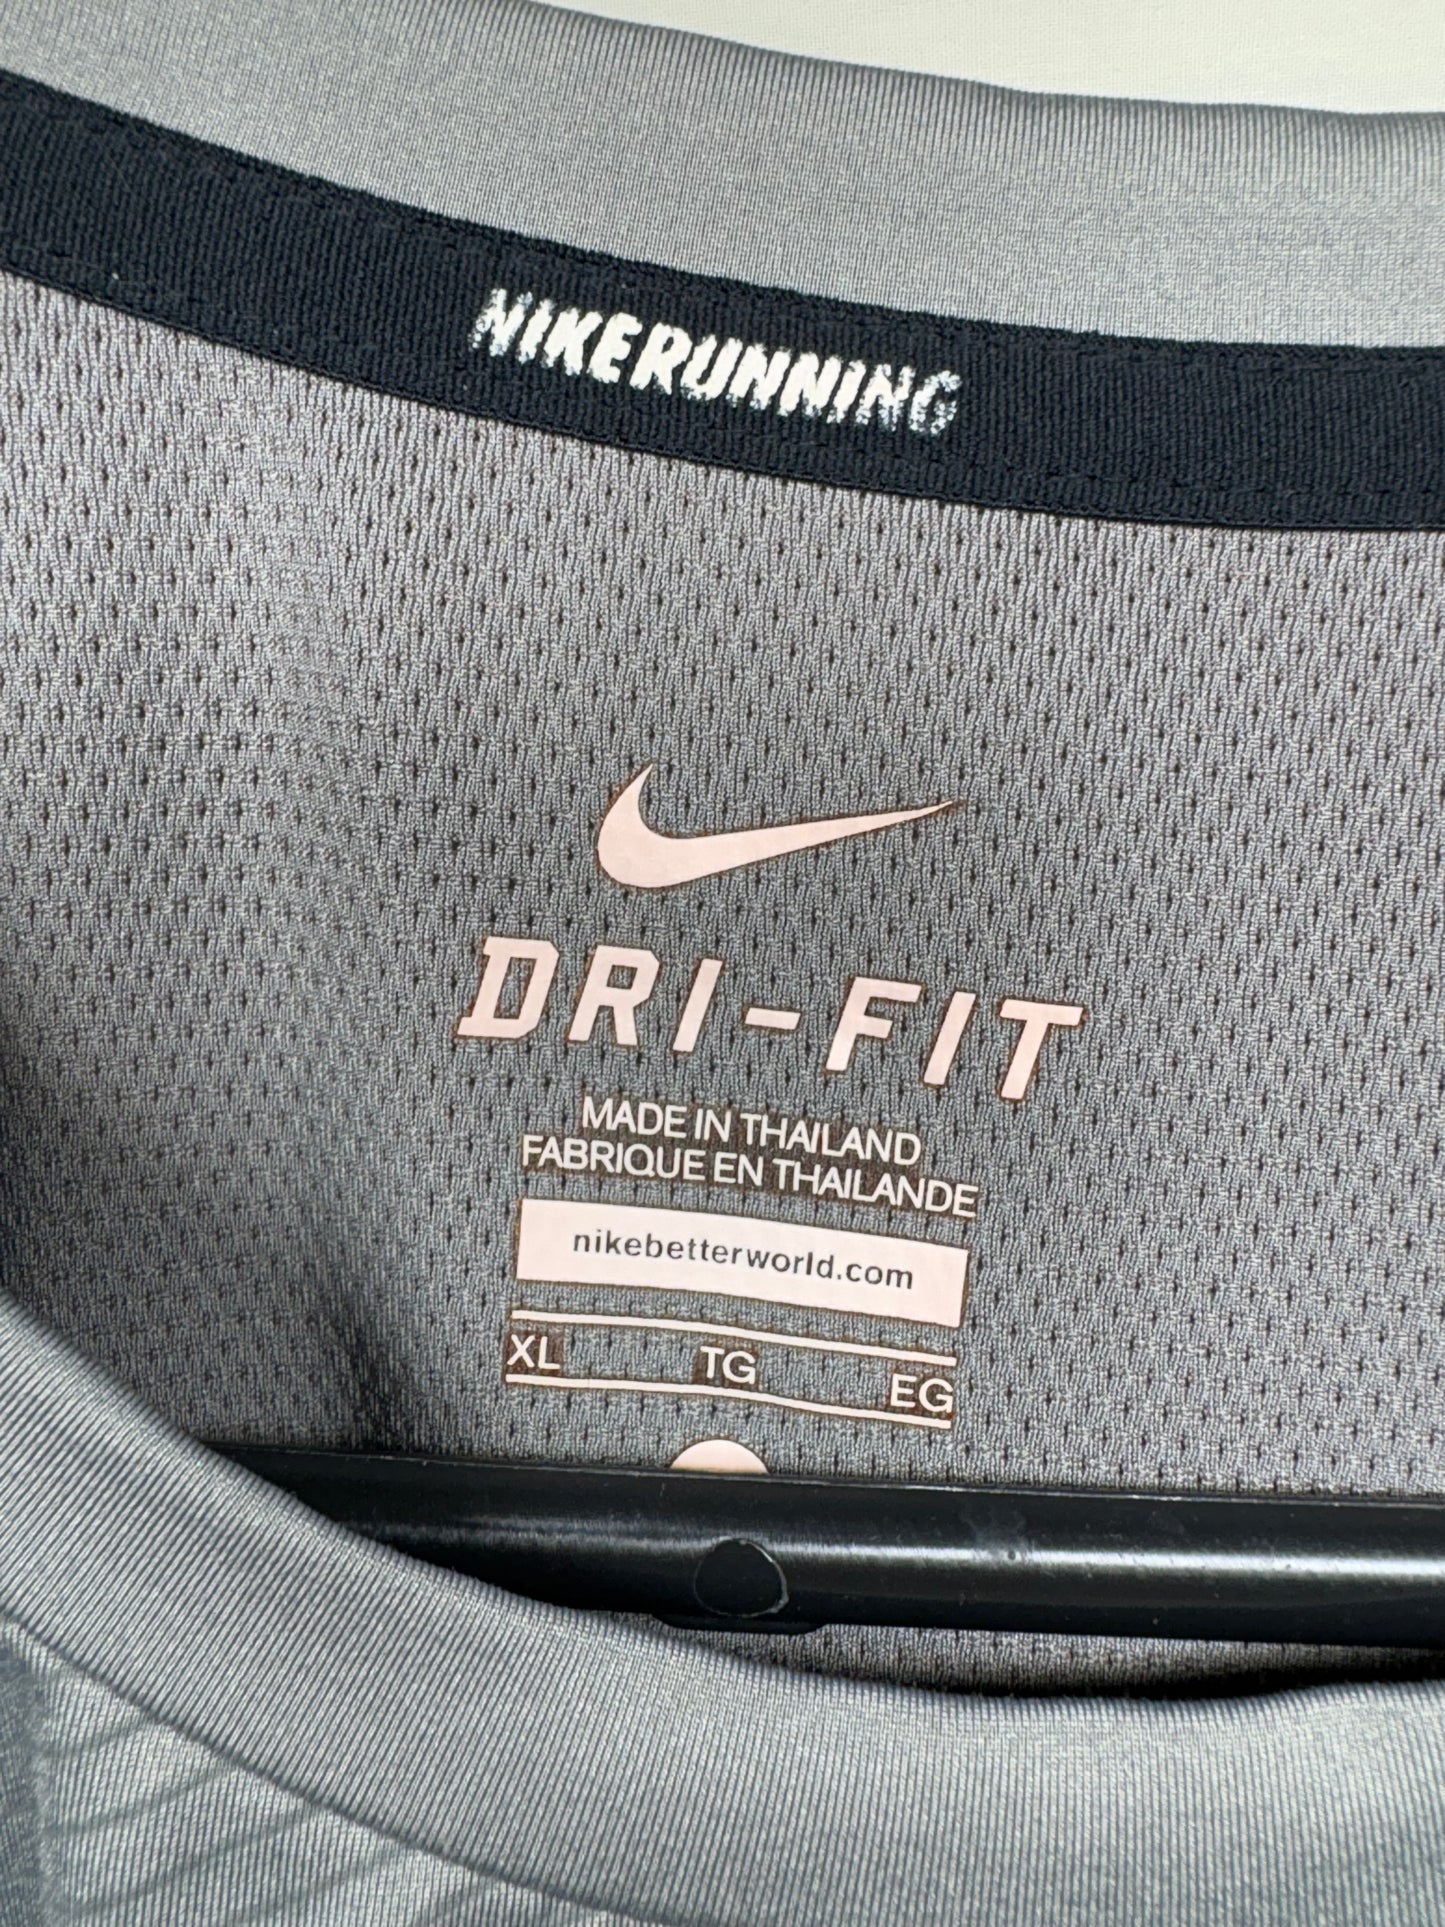 NIKERUNNING
DRI-FIT
MADE IN THAILAND
FABRIQUE EN THAILANDE
nikebetterworld.com
XL TG EG